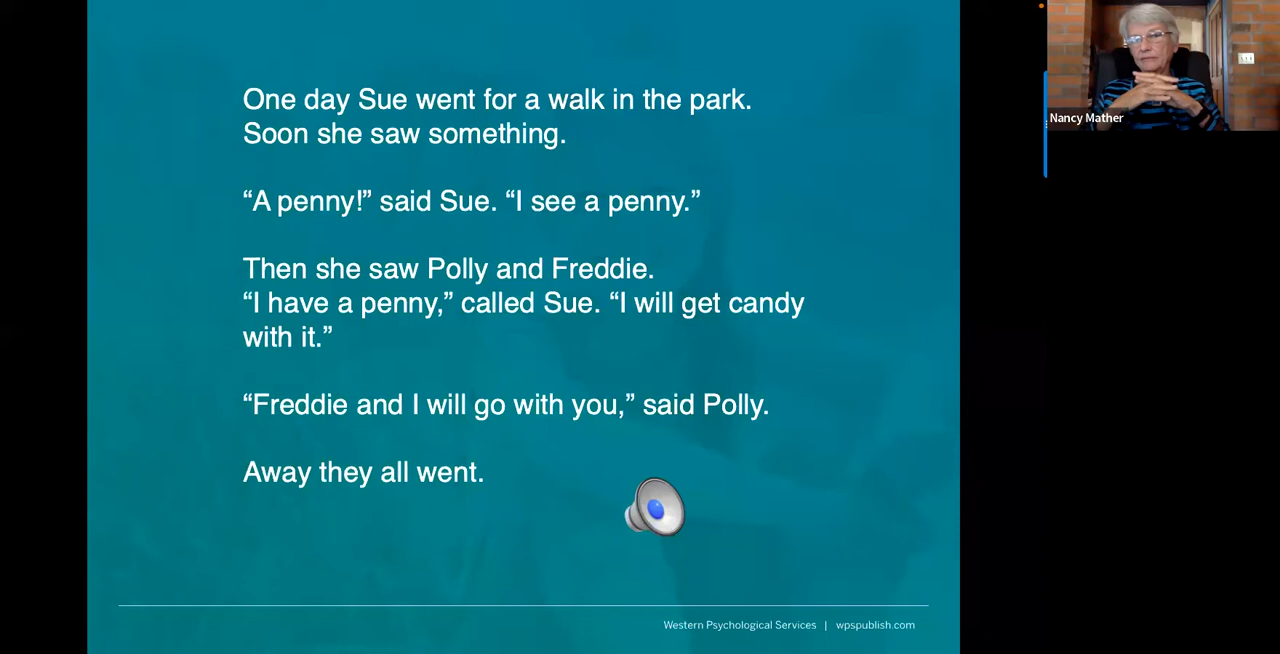 One day Sue went for a walk in the park.
Soon she saw something.
“A penny!” said Sue. “I see a penny.”
Then she saw Polly and Freddie.
“I have a penny,” called Sue. “I will get candy
with it.”
“Freddie and I will go with you,” said Polly.
Away they all went.
Western Psychological Services | wpspublish.com
Nancy Mather